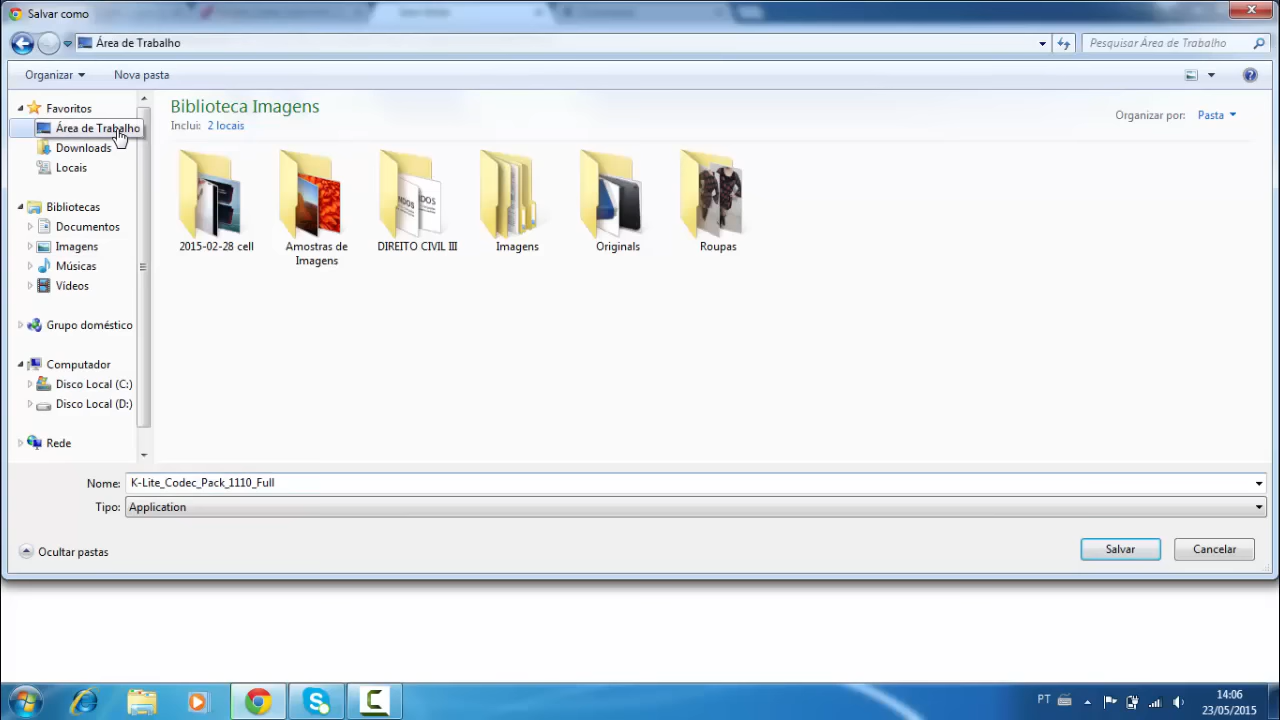 Salvar como
Área de Trabalho
Pesquisar Área de Trabalho
Organizar
Nova pasta
Favoritos
Área de Trabalho
Downloads
Locais
Bibliotecas
Documentos
Imagens
Músicas
Vídeos
Grupo doméstico
Computador
Disco Local (C:)
Disco Local (D:)
Rede
Biblioteca Imagens
Inclui: 2 locais
Organizar por: Pasta
2015-02-28 cell
Amostras de
Imagens
DIREITO CIVIL III
Imagens
Originals
Roupas
Nome: K-Lite_Codec_Pack_1110_Full
Tipo: Application
Ocultar pastas
Salvar
Cancelar
PT
14:06
23/05/2015